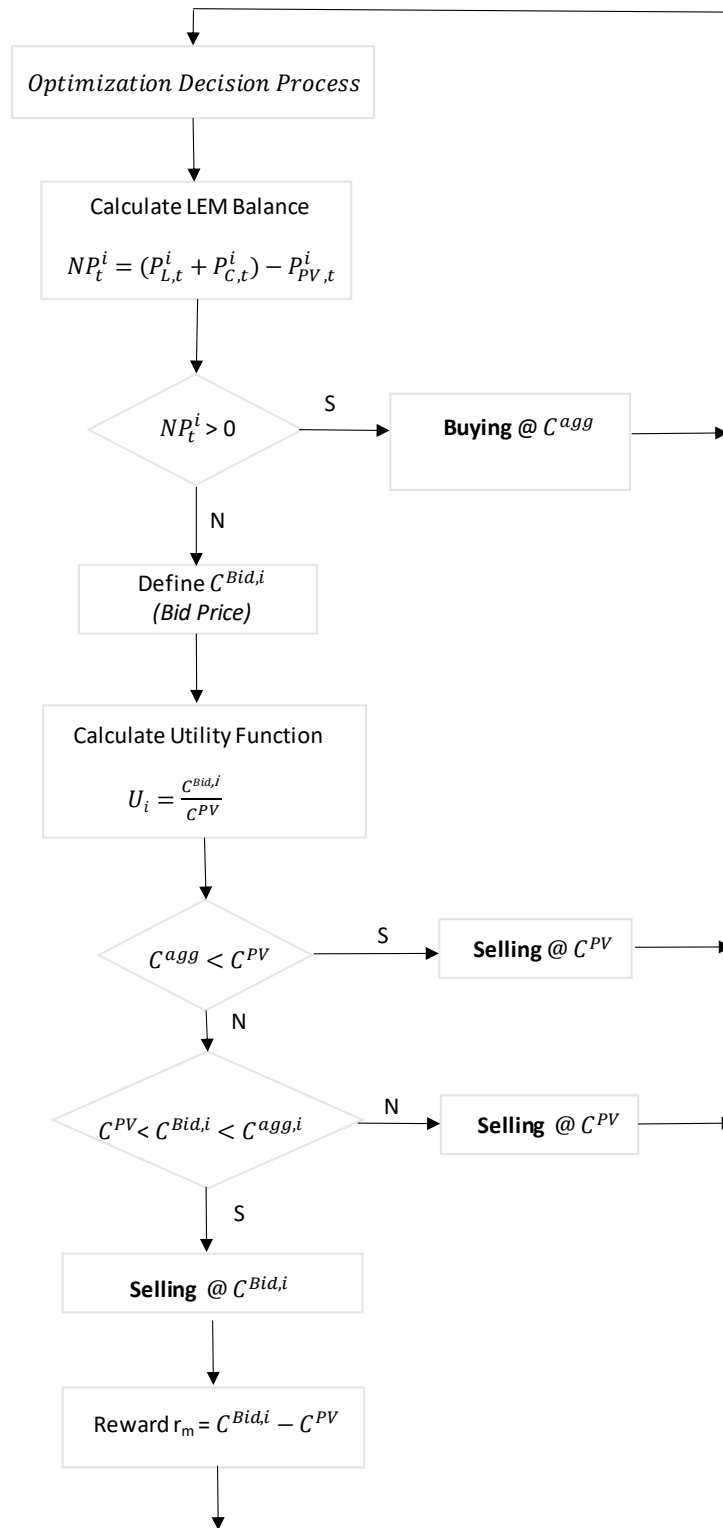 Optimization Decision Process
Calculate LEM Balance
NP_t^i = (P_{L,t}^i + P_{C,t}^i) − P_{PV,t}^i
NP_t^i > 0
S
Buying @ C^{agg}
N
Define C^{Bid,i}
(Bid Price)
Calculate Utility Function
U_i = C^{Bid,i} / C^{PV}
C^{agg} < C^{PV}
S
Selling @ C^{PV}
N
C^{PV} < C^{Bid,i} < C^{agg,i}
N
Selling @ C^{PV}
S
Selling @ C^{Bid,i}
Reward r_m = C^{Bid,i} − C^{PV}